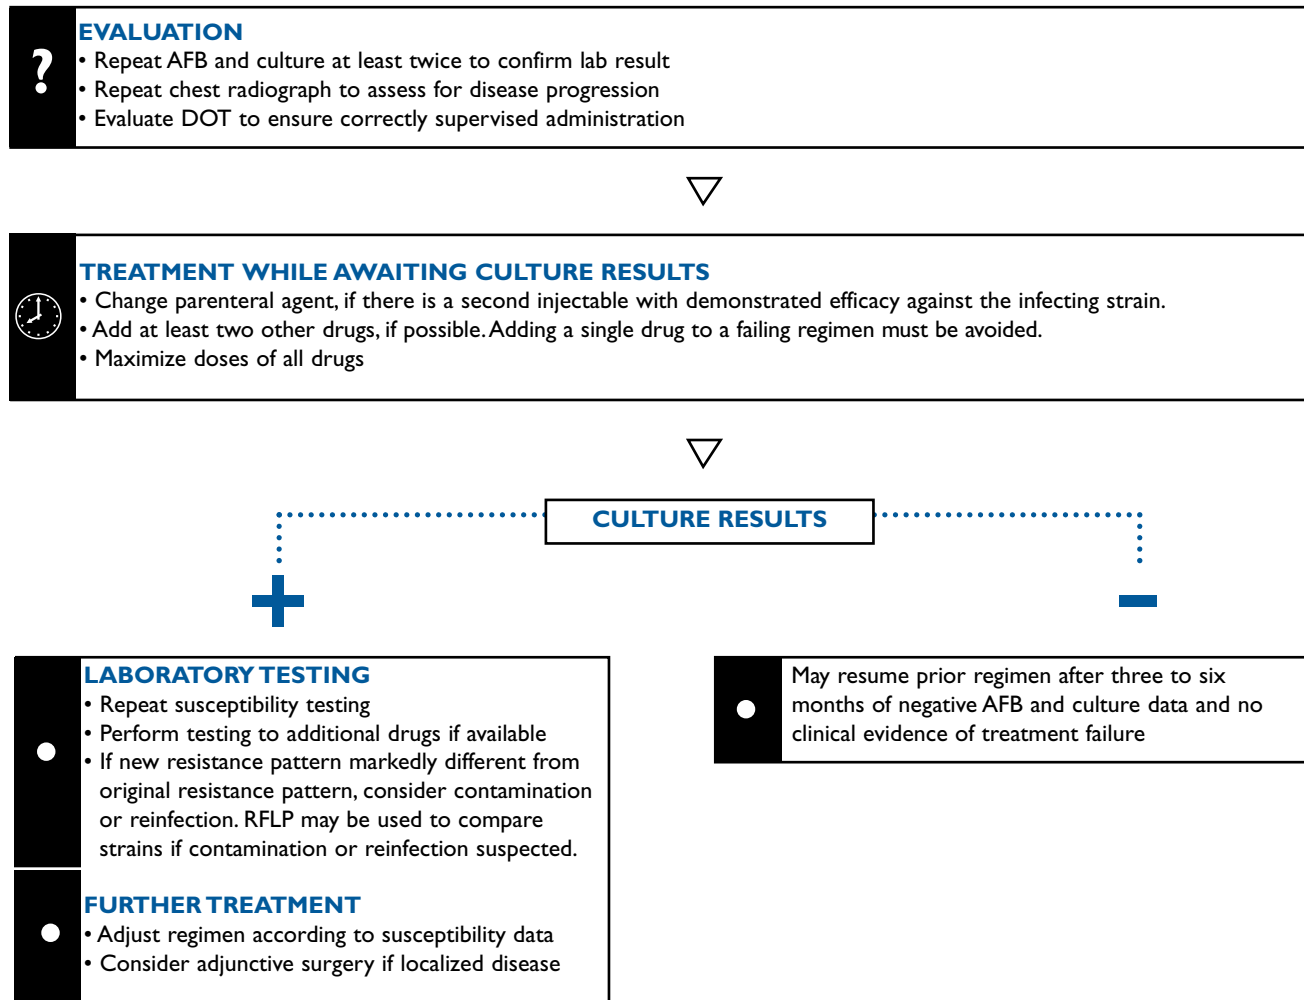 ?
EVALUATION
• Repeat AFB and culture at least twice to confirm lab result
• Repeat chest radiograph to assess for disease progression
• Evaluate DOT to ensure correctly supervised administration
TREATMENT WHILE AWAITING CULTURE RESULTS
• Change parenteral agent, if there is a second injectable with demonstrated efficacy against the infecting strain.
• Add at least two other drugs, if possible. Adding a single drug to a failing regimen must be avoided.
• Maximize doses of all drugs
CULTURE RESULTS
+
−
LABORATORY TESTING
• Repeat susceptibility testing
• Perform testing to additional drugs if available
• If new resistance pattern markedly different from
original resistance pattern, consider contamination
or reinfection. RFLP may be used to compare
strains if contamination or reinfection suspected.
FURTHER TREATMENT
• Adjust regimen according to susceptibility data
• Consider adjunctive surgery if localized disease
May resume prior regimen after three to six
months of negative AFB and culture data and no
clinical evidence of treatment failure